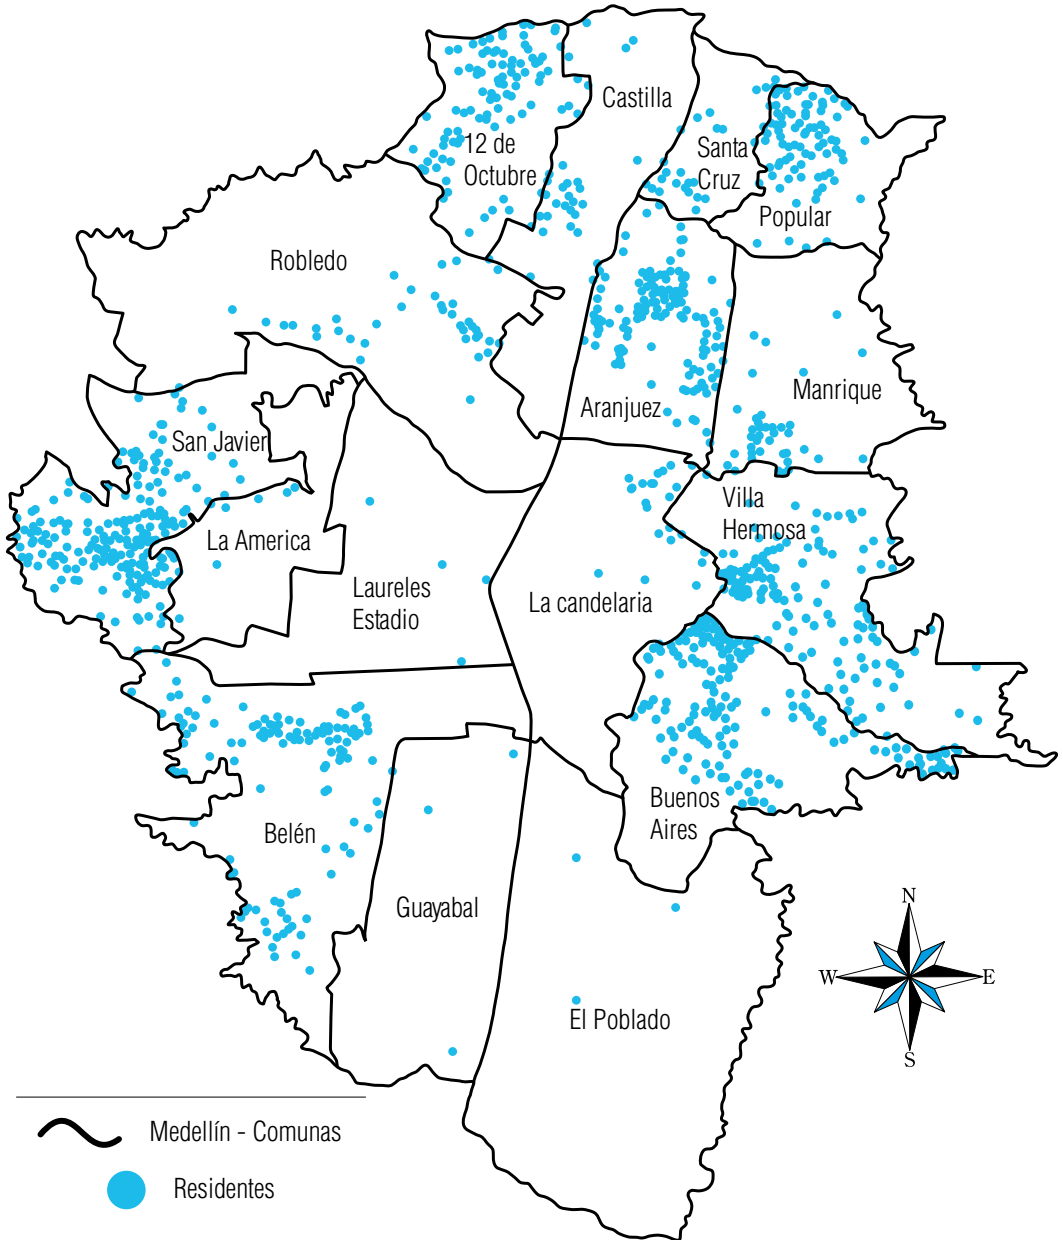 Castilla
12 de
Octubre
Santa
Cruz
Popular
Robledo
Manrique
Aranjuez
San Javier
Villa
Hermosa
La America
Laureles
Estadio
La candelaria
Buenos
Aires
Belén
Guayabal
El Poblado
N
W
E
S
Medellín - Comunas
Residentes